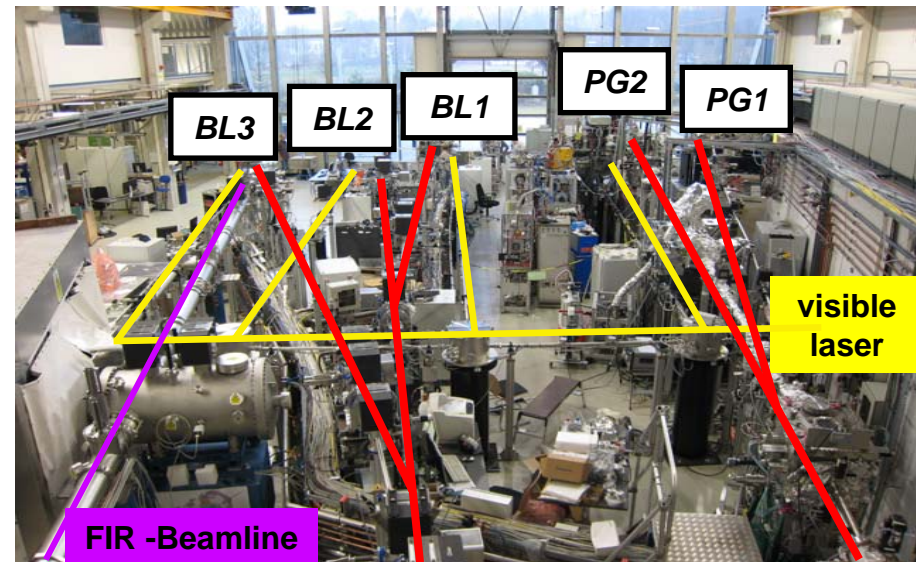 BL3
BL2
BL1
PG2
PG1
visible
laser
FIR -Beamline